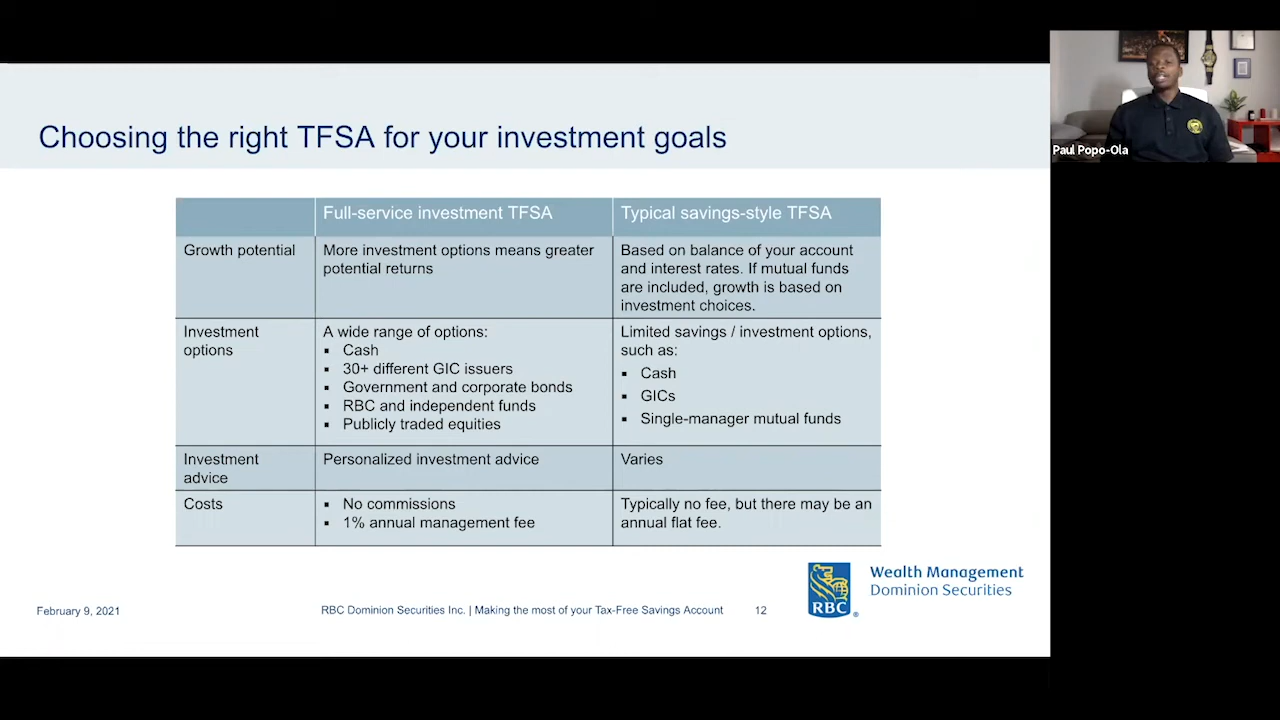 Choosing the right TFSA for your investment goals
Paul Popo-Ola
Full-service investment TFSA
Typical savings-style TFSA
Growth potential
More investment options means greater
potential returns
Based on balance of your account
and interest rates. If mutual funds
are included, growth is based on
investment choices.
Investment
options
A wide range of options:
▪ Cash
▪ 30+ different GIC issuers
▪ Government and corporate bonds
▪ RBC and independent funds
▪ Publicly traded equities
Limited savings / investment options,
such as:
▪ Cash
▪ GICs
▪ Single-manager mutual funds
Investment
advice
Personalized investment advice
Varies
Costs
▪ No commissions
▪ 1% annual management fee
Typically no fee, but there may be an
annual flat fee.
February 9, 2021
RBC Dominion Securities Inc. | Making the most of your Tax-Free Savings Account
12
RBC
®
Wealth Management
Dominion Securities